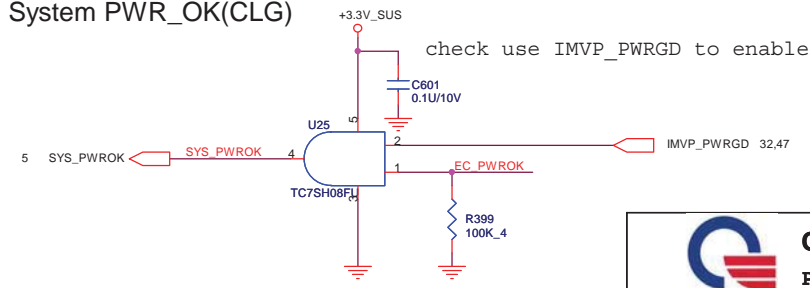 System PWR_OK(CLG)
+3.3V_SUS
check use IMVP_PWRGD to enable
C601
0.1U/10V
U25
5
2
IMVP_PWRGD 32,47
5 SYS_PWROK
SYS_PWROK
4
1
EC_PWROK
TC7SH08FU
3
R399
100K_4